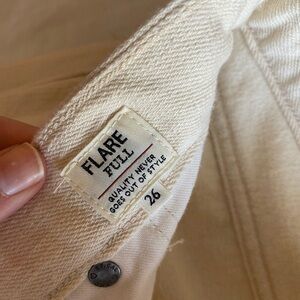 FLARE
FULL
QUALITY NEVER
GOES OUT OF STYLE
26